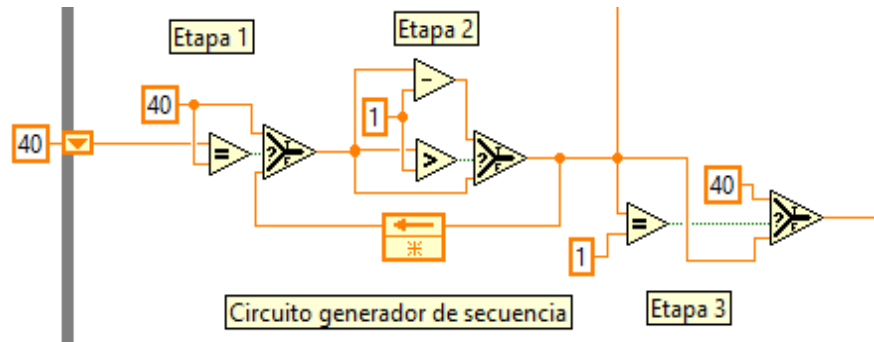 Etapa 1
Etapa 2
40
40
1
-
=
?
T
F
>
?
T
F
40
=
?
T
F
1
Circuito generador de secuencia
Etapa 3